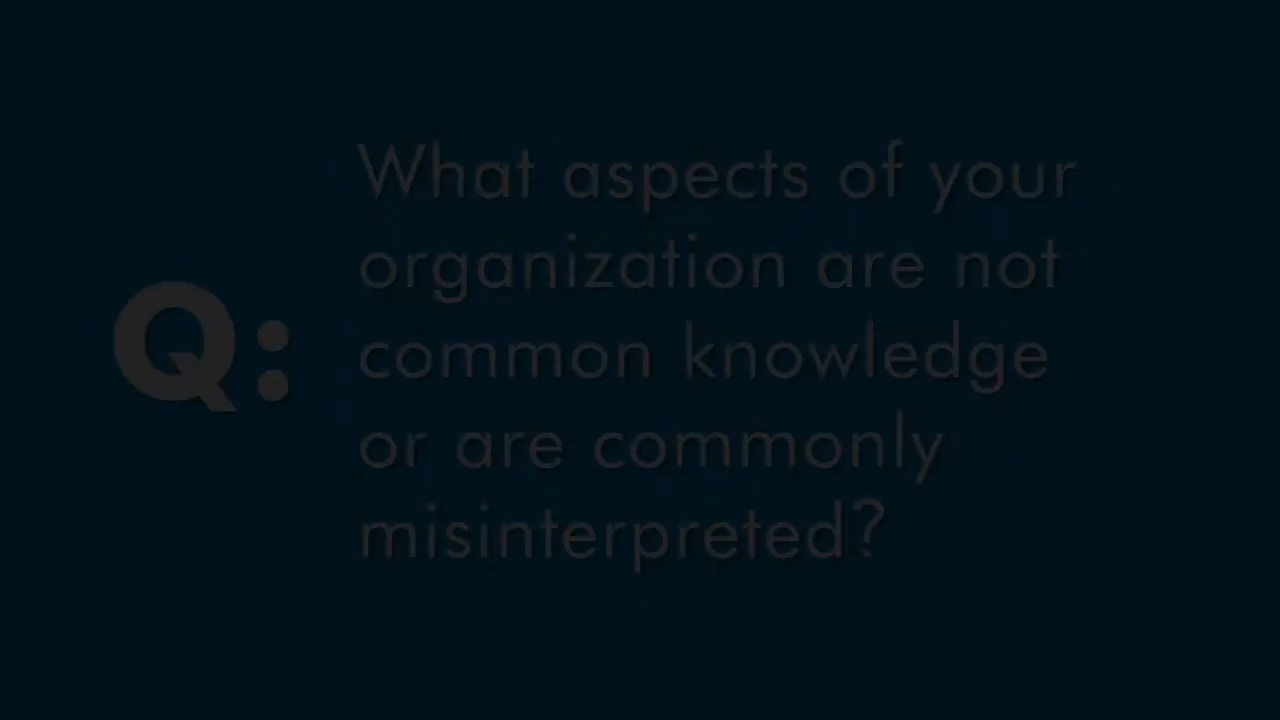 Q:
What aspects of your
organization are not
common knowledge
or are commonly
misinterpreted?